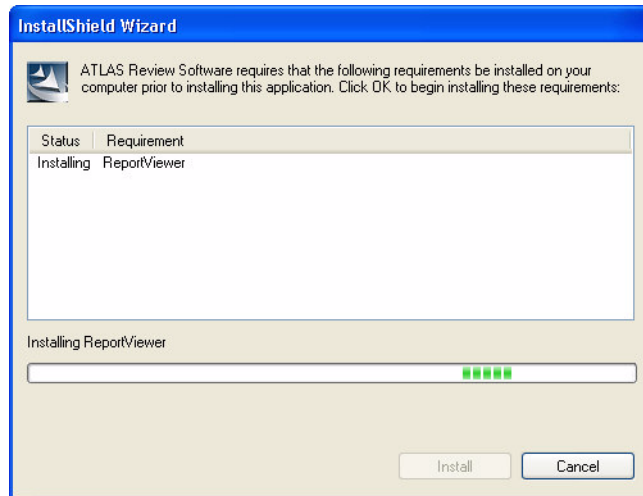 InstallShield Wizard
ATLAS Review Software requires that the following requirements be installed on your
computer prior to installing this application. Click OK to begin installing these requirements:
Status Requirement
Installing ReportViewer
Installing ReportViewer
Install Cancel